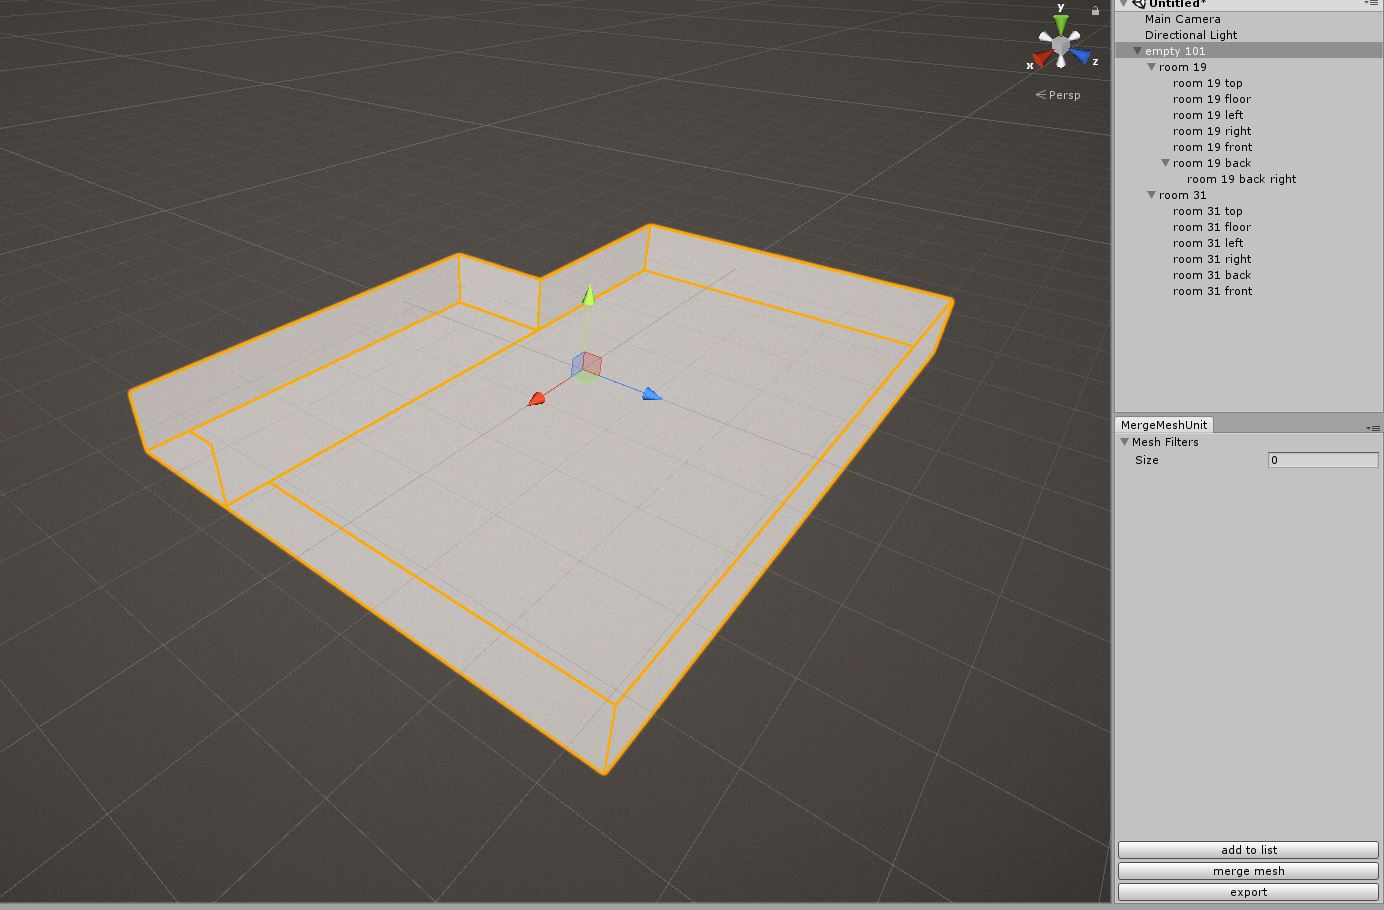 y
x
z
Persp
Untitled*
Main Camera
Directional Light
empty 101
room 19
room 19 top
room 19 floor
room 19 left
room 19 right
room 19 front
room 19 back
room 19 back right
room 31
room 31 top
room 31 floor
room 31 left
room 31 right
room 31 back
room 31 front
MergeMeshUnit
Mesh Filters
Size 0
add to list
merge mesh
export